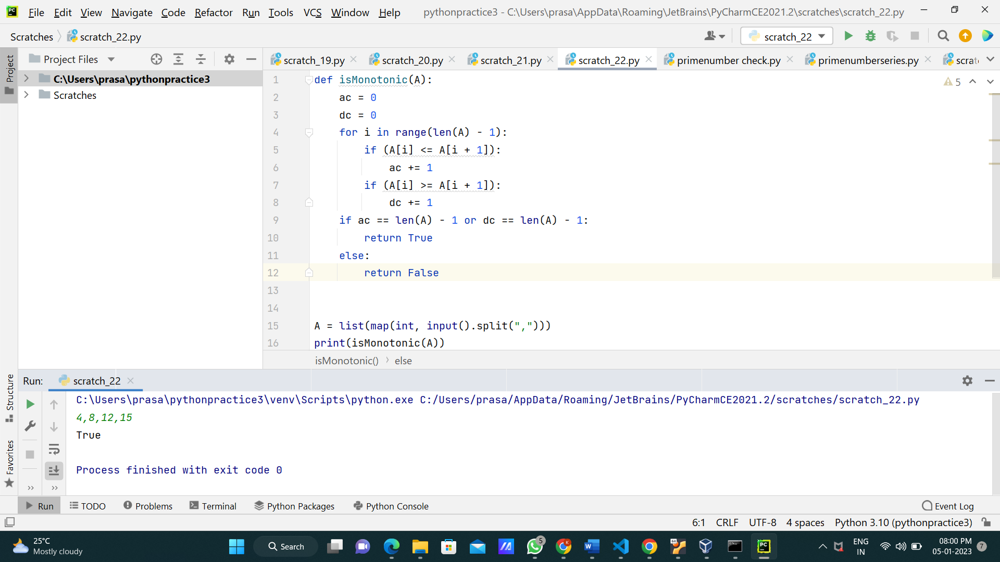 File Edit View Navigate Code Refactor Run Tools VCS Window Help pythonpractice3 - C:\Users\prasa\AppData\Roaming\JetBrains\PyCharmCE2021.2\scratches\scratch_22.py
Scratches scratch_22.py scratch_22
Project Project Files scratch_19.py scratch_20.py scratch_21.py scratch_22.py primenumber check.py primenumberseries.py scrat
C:\Users\prasa\pythonpractice3
Scratches
5
1 def isMonotonic(A):
2 ac = 0
3 dc = 0
4 for i in range(len(A) - 1):
5 if (A[i] <= A[i + 1]):
6 ac += 1
7 if (A[i] >= A[i + 1]):
8 dc += 1
9 if ac == len(A) - 1 or dc == len(A) - 1:
10 return True
11 else:
12 return False
13
14
15 A = list(map(int, input().split(",")))
16 print(isMonotonic(A))
isMonotonic() else
Run: scratch_22
Structure
Favorites
C:\Users\prasa\pythonpractice3\venv\Scripts\python.exe C:/Users/prasa/AppData/Roaming/JetBrains/PyCharmCE2021.2/scratches/scratch_22.py
4,8,12,15
True
Process finished with exit code 0
Run TODO Problems Terminal Python Packages Python Console Event Log
6:1 CRLF UTF-8 4 spaces Python 3.10 (pythonpractice3)
25°C
Mostly cloudy
Search
5
K
W
64
PC
ENG
IN
08:00 PM
05-01-2023
7